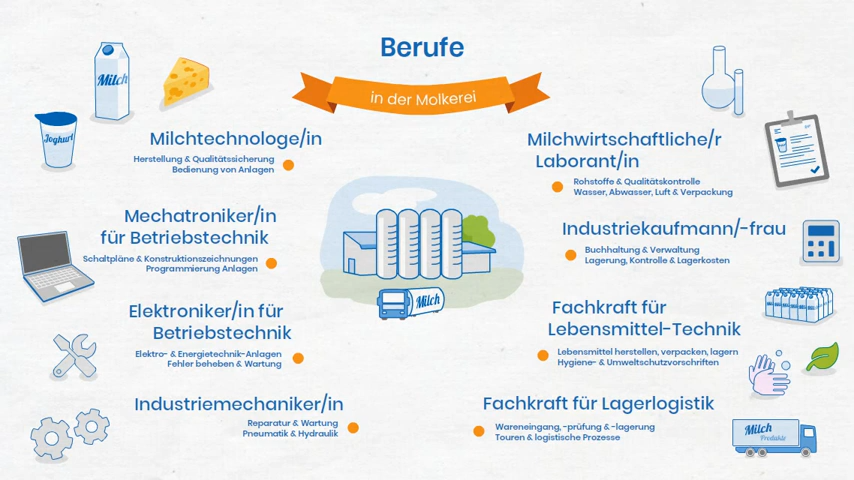 Berufe
in der Molkerei
Milch
Joghurt
Milchtechnologe/in
Herstellung & Qualitätssicherung
Bedienung von Anlagen
Mechatroniker/in
für Betriebstechnik
Schaltpläne & Konstruktionszeichnungen
Programmierung Anlagen
Elektroniker/in für
Betriebstechnik
Elektro- & Energietechnik-Anlagen
Fehler beheben & Wartung
Industriemechaniker/in
Reparatur & Wartung
Pneumatik & Hydraulik
Milch
Milchwirtschaftliche/r
Laborant/in
Rohstoffe & Qualitätskontrolle
Wasser, Abwasser, Luft & Verpackung
Industriekaufmann/-frau
Buchhaltung & Verwaltung
Lagerung, Kontrolle & Lagerkosten
Fachkraft für
Lebensmittel-Technik
Lebensmittel herstellen, verpacken, lagern
Hygiene- & Umweltschutzvorschriften
Fachkraft für Lagerlogistik
Wareneingang, -prüfung & -lagerung
Touren & logistische Prozesse
Milch
Produkte